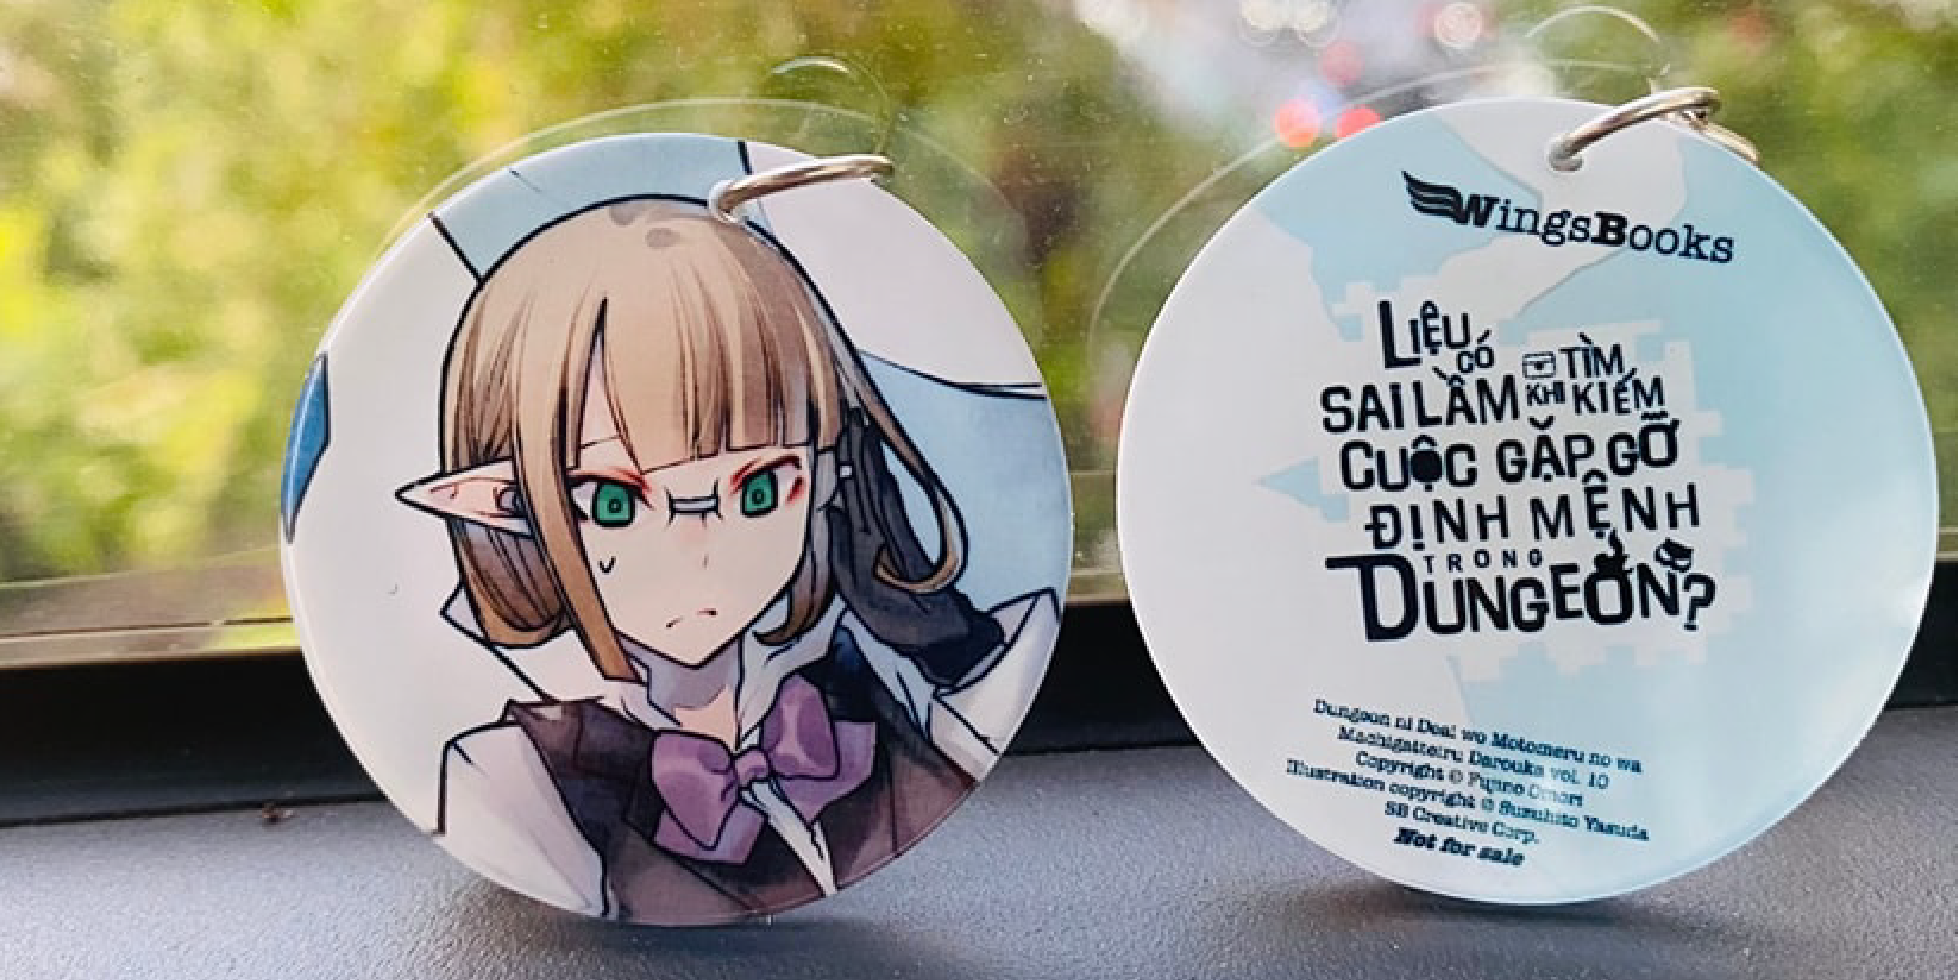 WingsBooks
LIỆU
CÓ
SAI LẦM KHI TÌM KIẾM
CUỘC GẶP GỠ
ĐỊNH MỆNH
TRONG
DUNGEON?
Dungeon ni Deai wo Motomeru no wa
Machigatteiru Darouka vol. 10
Copyright © Fujino Omori
Illustration copyright © Suzuhito Yasuda
SB Creative Corp.
Not for sale